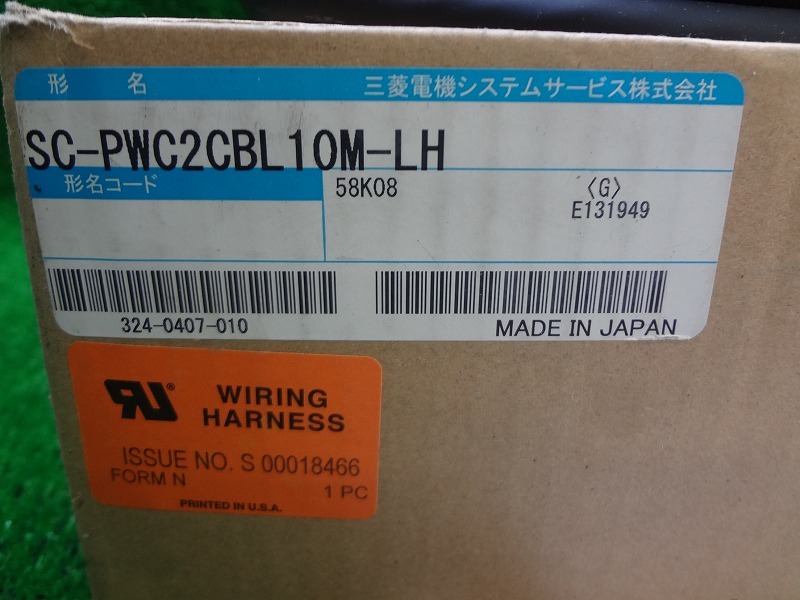 形 名 三菱電機システムサービス株式会社
SC-PWC2CBL10M-LH
形名コード 58K08 〈G〉
E131949
324-0407-010 MADE IN JAPAN
RU® WIRING
HARNESS
ISSUE NO. S 00018466
FORM N 1 PC
PRINTED IN U.S.A.